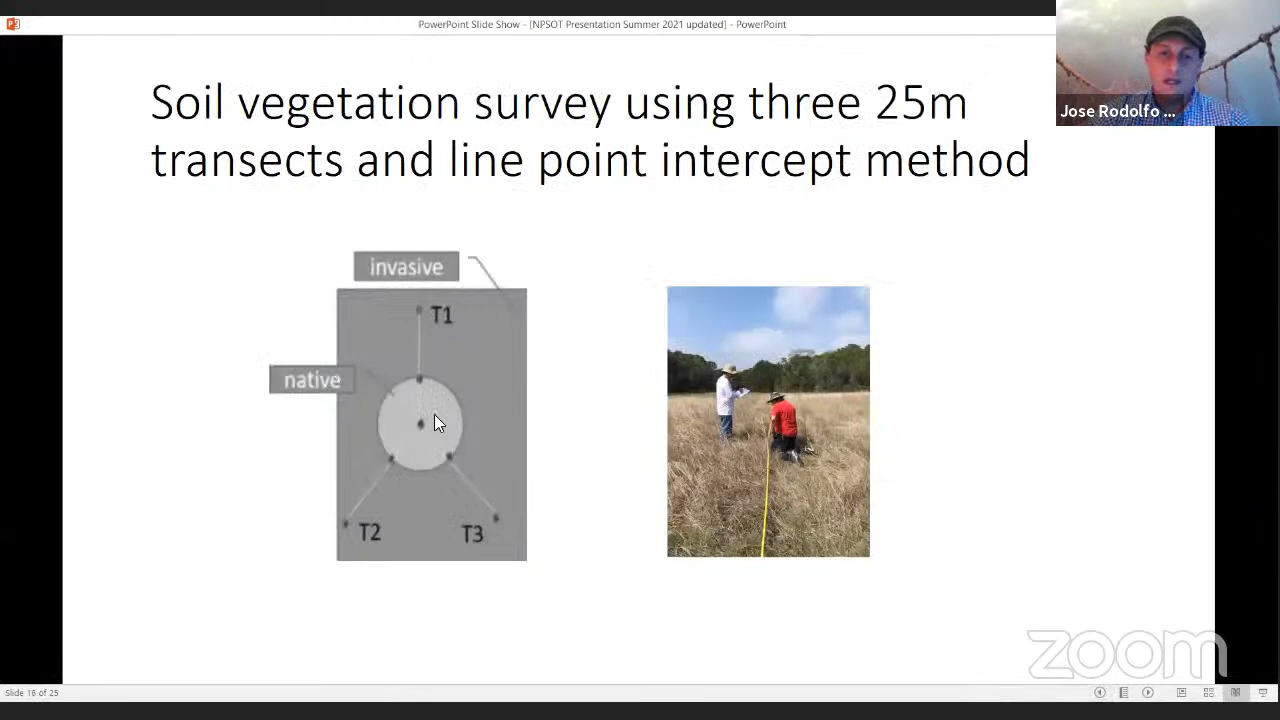 PowerPoint Slide Show - [NPSOT Presentation Summer 2021 updated] - PowerPoint
Jose Rodolfo ...
Soil vegetation survey using three 25m
transects and line point intercept method
invasive
T1
native
T2
T3
zoom
Slide 16 of 25